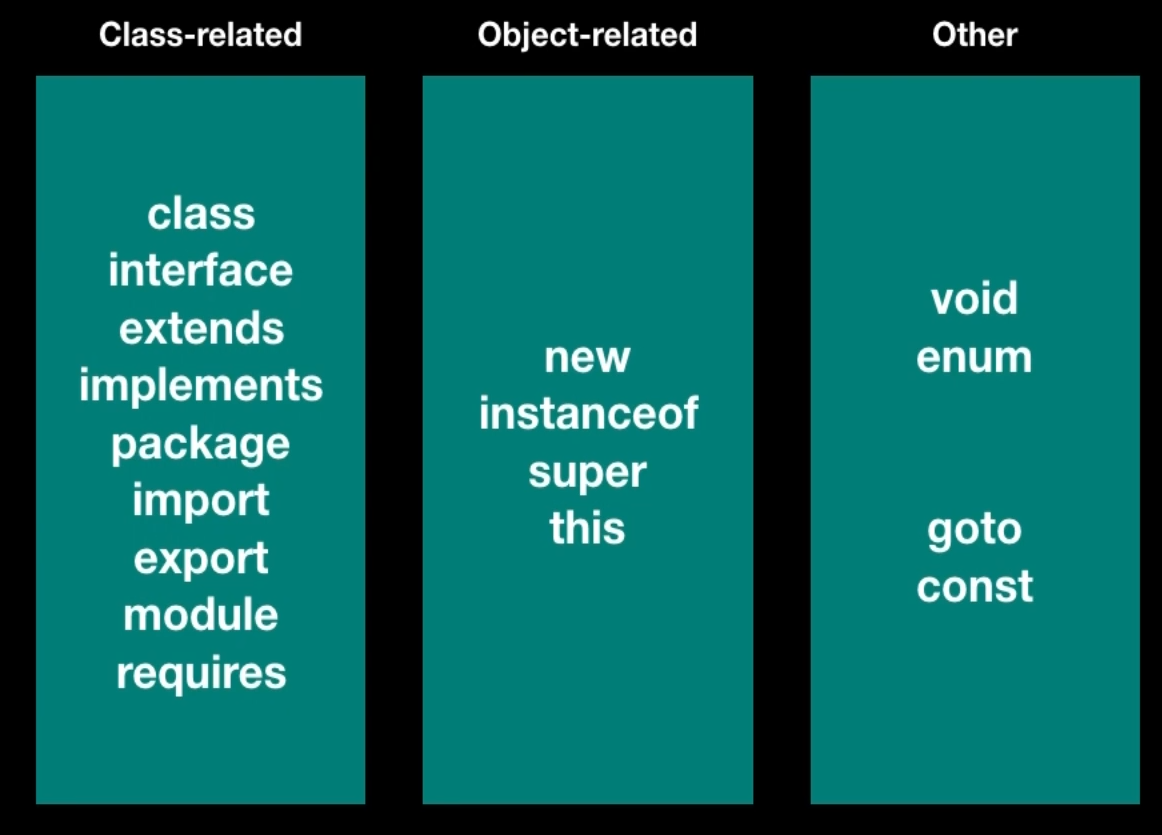 Class-related
class
interface
extends
implements
package
import
export
module
requires
Object-related
new
instanceof
super
this
Other
void
enum
goto
const